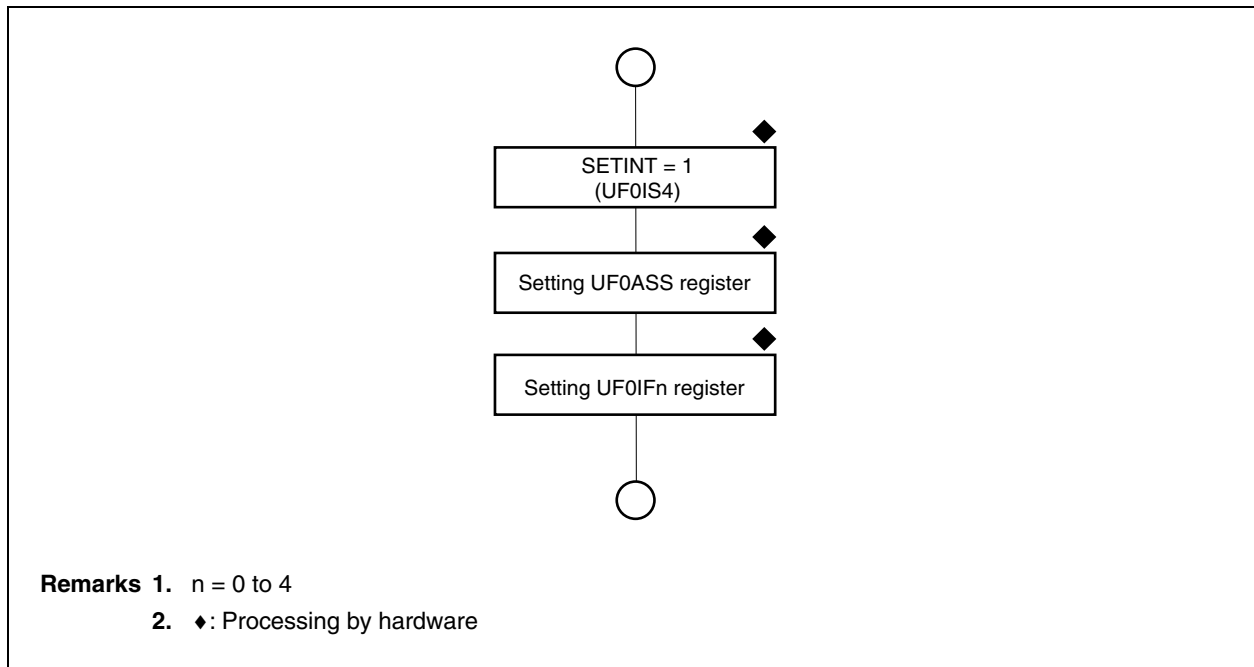 SETINT = 1
(UF0IS4)
Setting UF0ASS register
Setting UF0IFn register
Remarks 1. n = 0 to 4
2. ♦: Processing by hardware